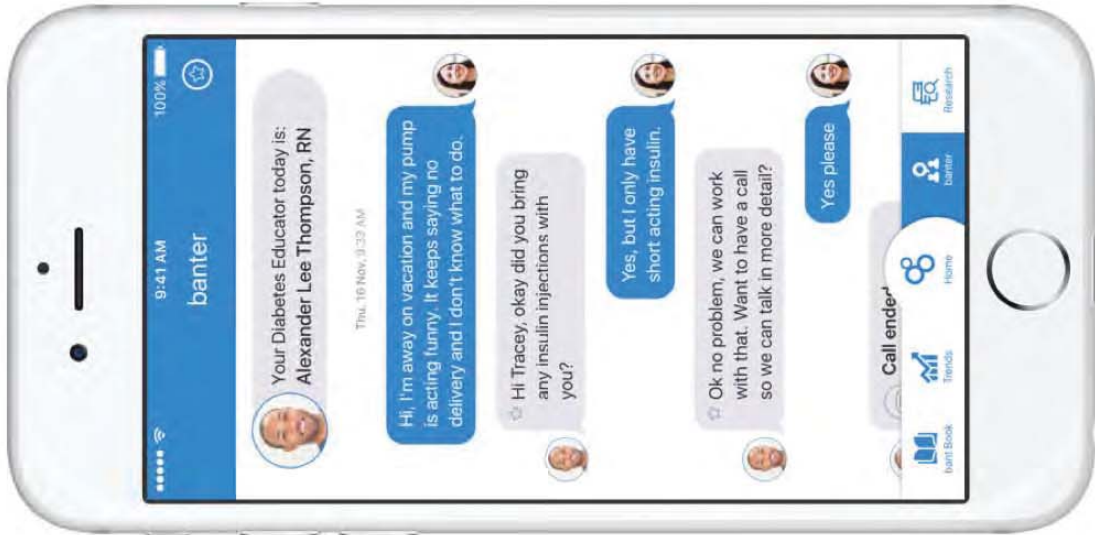 9:41 AM
100%
banter
Your Diabetes Educator today is:
Alexander Lee Thompson, RN
Thu, 16 Nov, 9:33 AM
Hi, I'm away on vacation and my pump
is acting funny. It keeps saying no
delivery and I don't know what to do.
Hi Tracey, okay did you bring
any insulin injections with
you?
Yes, but I only have
short acting insulin.
Ok no problem, we can work
with that. Want to have a call
so we can talk in more detail?
Yes please
Call ended
bant Book
Trends
Home
banter
Research